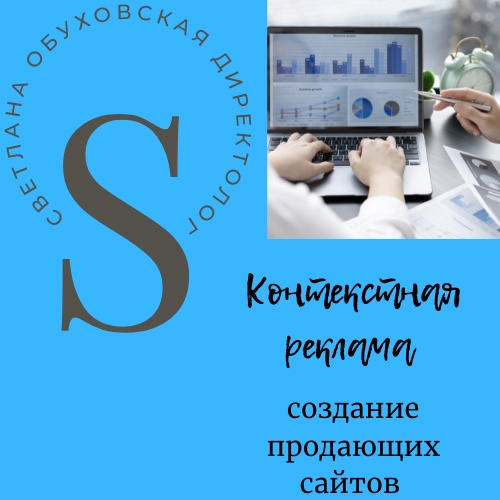 СВЕТЛАНА ОБУХОВСКАЯ ДИРЕКТОЛОГ
S
Контекстная
реклама
создание
продающих
сайтов